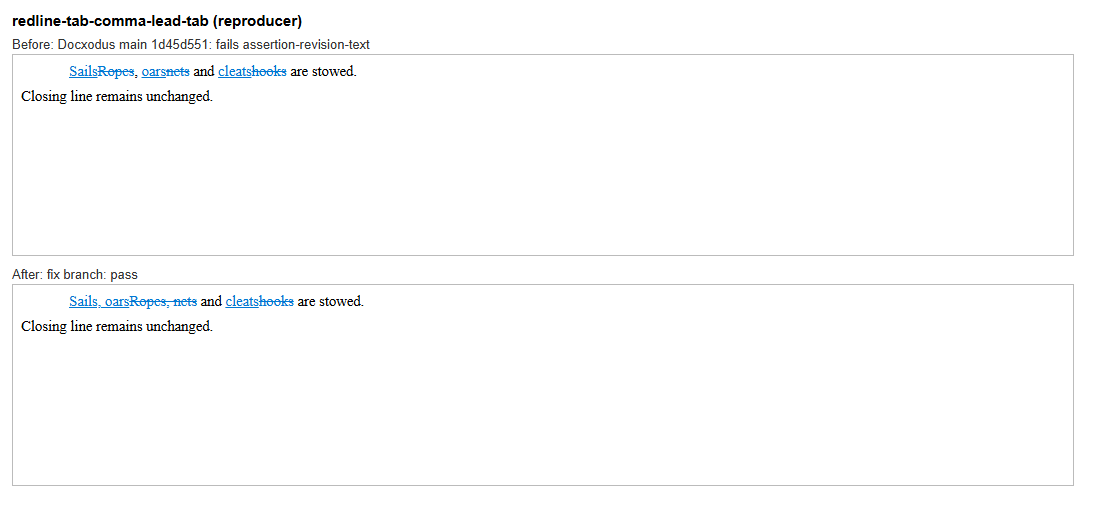 redline-tab-comma-lead-tab (reproducer)
Before: Docxodus main 1d45d551: fails assertion-revision-text
SailsRopes, oarsnets and cleatshooks are stowed.
Closing line remains unchanged.
After: fix branch: pass
Sails, oarsRopes, nets and cleatshooks are stowed.
Closing line remains unchanged.